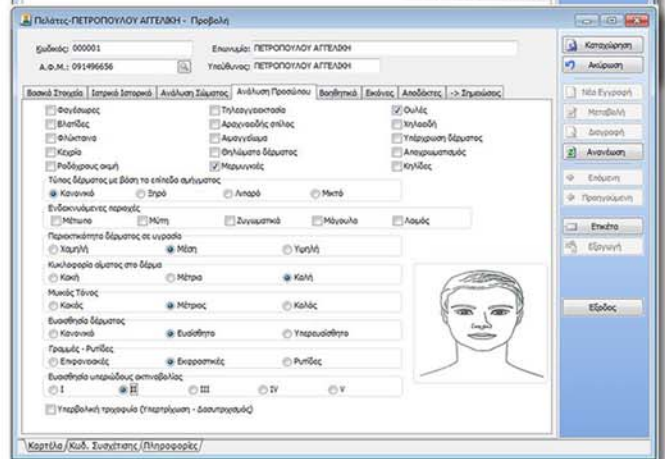 Πελάτες-ΠΕΤΡΟΠΟΥΛΟΥ ΑΓΓΕΛΙΚΗ - Προβολή
Κωδικός: 000001 Επωνυμία: ΠΕΤΡΟΠΟΥΛΟΥ ΑΓΓΕΛΙΚΗ
Α.Φ.Μ.: 091496656 Υπεύθυνος: ΠΕΤΡΟΠΟΥΛΟΥ ΑΓΓΕΛΙΚΗ
Βασικά Στοιχεία Ιατρικό Ιστορικό Ανάλυση Σώματος Ανάλυση Προσώπου Βοηθητικά Εικόνες Αποδέκτες -> Σημειώσεις
Φαγέσωρες Τηλεαγγειεκτασία Ουλές
Βλατίδες Αραχνοειδής σπίλος Χηλοειδή
Φλύκταινα Αιμαγγείωμα Υπέρχρωση δέρματος
Κεχρία Θηλώματα δέρματος Αποχρωματισμός
Ροδόχρους ακμή Μερμυγκιές Κηλίδες
Τύπος δέρματος με βάση τα επίπεδα σμήγματος
Κανονικό Ξηρό Λιπαρό Μικτό
Ενδεικνυόμενες περιοχές
Μέτωπο Μύτη Ζυγωματικά Μάγουλα Λαιμός
Περιεκτικότητα δέρματος σε υγρασία
Χαμηλή Μέση Υψηλή
Κυκλοφορία αίματος στο δέρμα
Κακή Μέτρια Καλή
Μυικός Τόνος
Κακός Μέτριος Καλός
Ευαισθησία δέρματος
Κανονικό Ευαίσθητο Υπερευαίσθητο
Γραμμές - Ρυτίδες
Επιφανειακές Εκφραστικές Ρυτίδες
Ευαισθησία υπεριώδους ακτινοβολίας
I II III IV V
Υπερβολική τριχοφυία (Υπερτρίχωση - Δασυτριχισμός)
Καρτέλα Κωδ. Συσχέτισης Πληροφορίες
Καταχώρηση
Ακύρωση
Νέα Εγγραφή
Μεταβολή
Διαγραφή
Ανανέωση
Επόμενη
Προηγούμενη
Ετικέτα
Εξαγωγή
Έξοδος